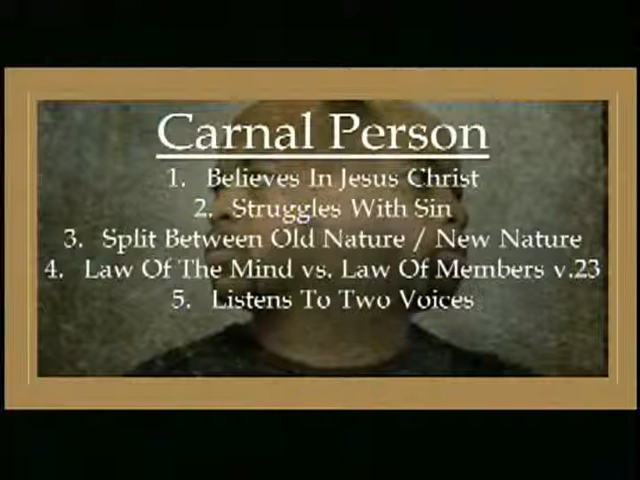 Carnal Person
1. Believes In Jesus Christ
2. Struggles With Sin
3. Split Between Old Nature / New Nature
4. Law Of The Mind vs. Law Of Members v.23
5. Listens To Two Voices